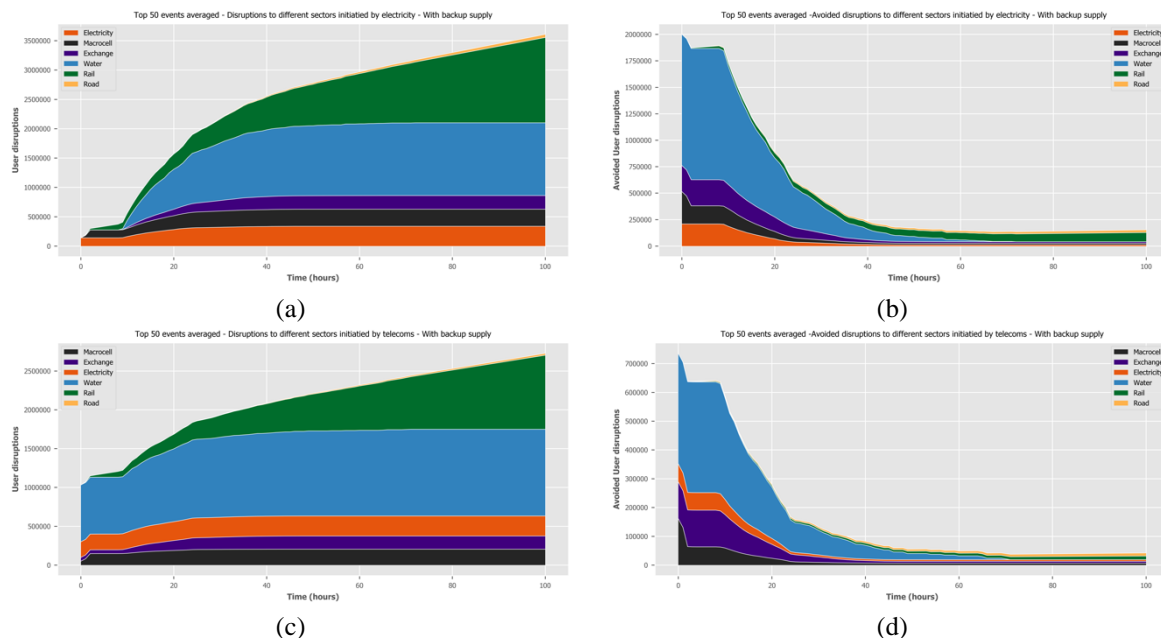 Top 50 events averaged - Disruptions to different sectors initiatied by electricity - With backup supply
Electricity
Macrocell
Exchange
Water
Rail
Road
3500000
3000000
2500000
2000000
1500000
1000000
500000
0
User disruptions
0 20 40 60 80 100
Time (hours)
(a)
Top 50 events averaged -Avoided disruptions to different sectors initiatied by electricity - With backup supply
Electricity
Macrocell
Exchange
Water
Rail
Road
2000000
1750000
1500000
1250000
1000000
750000
500000
250000
0
Avoided User disruptions
0 20 40 60 80 100
Time (hours)
(b)
Top 50 events averaged - Disruptions to different sectors initiatied by telecoms - With backup supply
Macrocell
Exchange
Electricity
Water
Rail
Road
2500000
2000000
1500000
1000000
500000
0
User disruptions
0 20 40 60 80 100
Time (hours)
(c)
Top 50 events averaged -Avoided disruptions to different sectors initiatied by telecoms - With backup supply
Macrocell
Exchange
Electricity
Water
Rail
Road
700000
600000
500000
400000
300000
200000
100000
0
Avoided User disruptions
0 20 40 60 80 100
Time (hours)
(d)